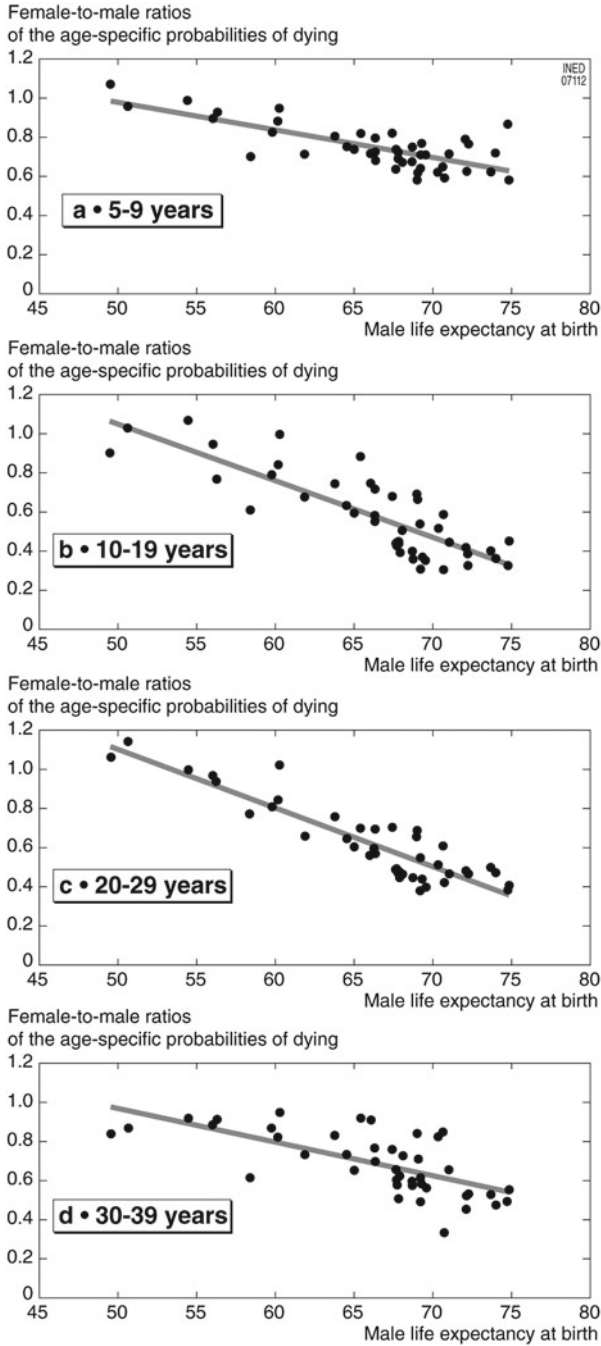 Female-to-male ratios
of the age-specific probabilities of dying
1.2
INED
07112
1.0
0.8
0.6
a • 5-9 years
0.4
0.2
0
45 50 55 60 65 70 75 80
Male life expectancy at birth
Female-to-male ratios
of the age-specific probabilities of dying
1.2
1.0
0.8
0.6
b • 10-19 years
0.4
0.2
0
45 50 55 60 65 70 75 80
Male life expectancy at birth
Female-to-male ratios
of the age-specific probabilities of dying
1.2
1.0
0.8
0.6
c • 20-29 years
0.4
0.2
0
45 50 55 60 65 70 75 80
Male life expectancy at birth
Female-to-male ratios
of the age-specific probabilities of dying
1.2
1.0
0.8
0.6
d • 30-39 years
0.4
0.2
0
45 50 55 60 65 70 75 80
Male life expectancy at birth